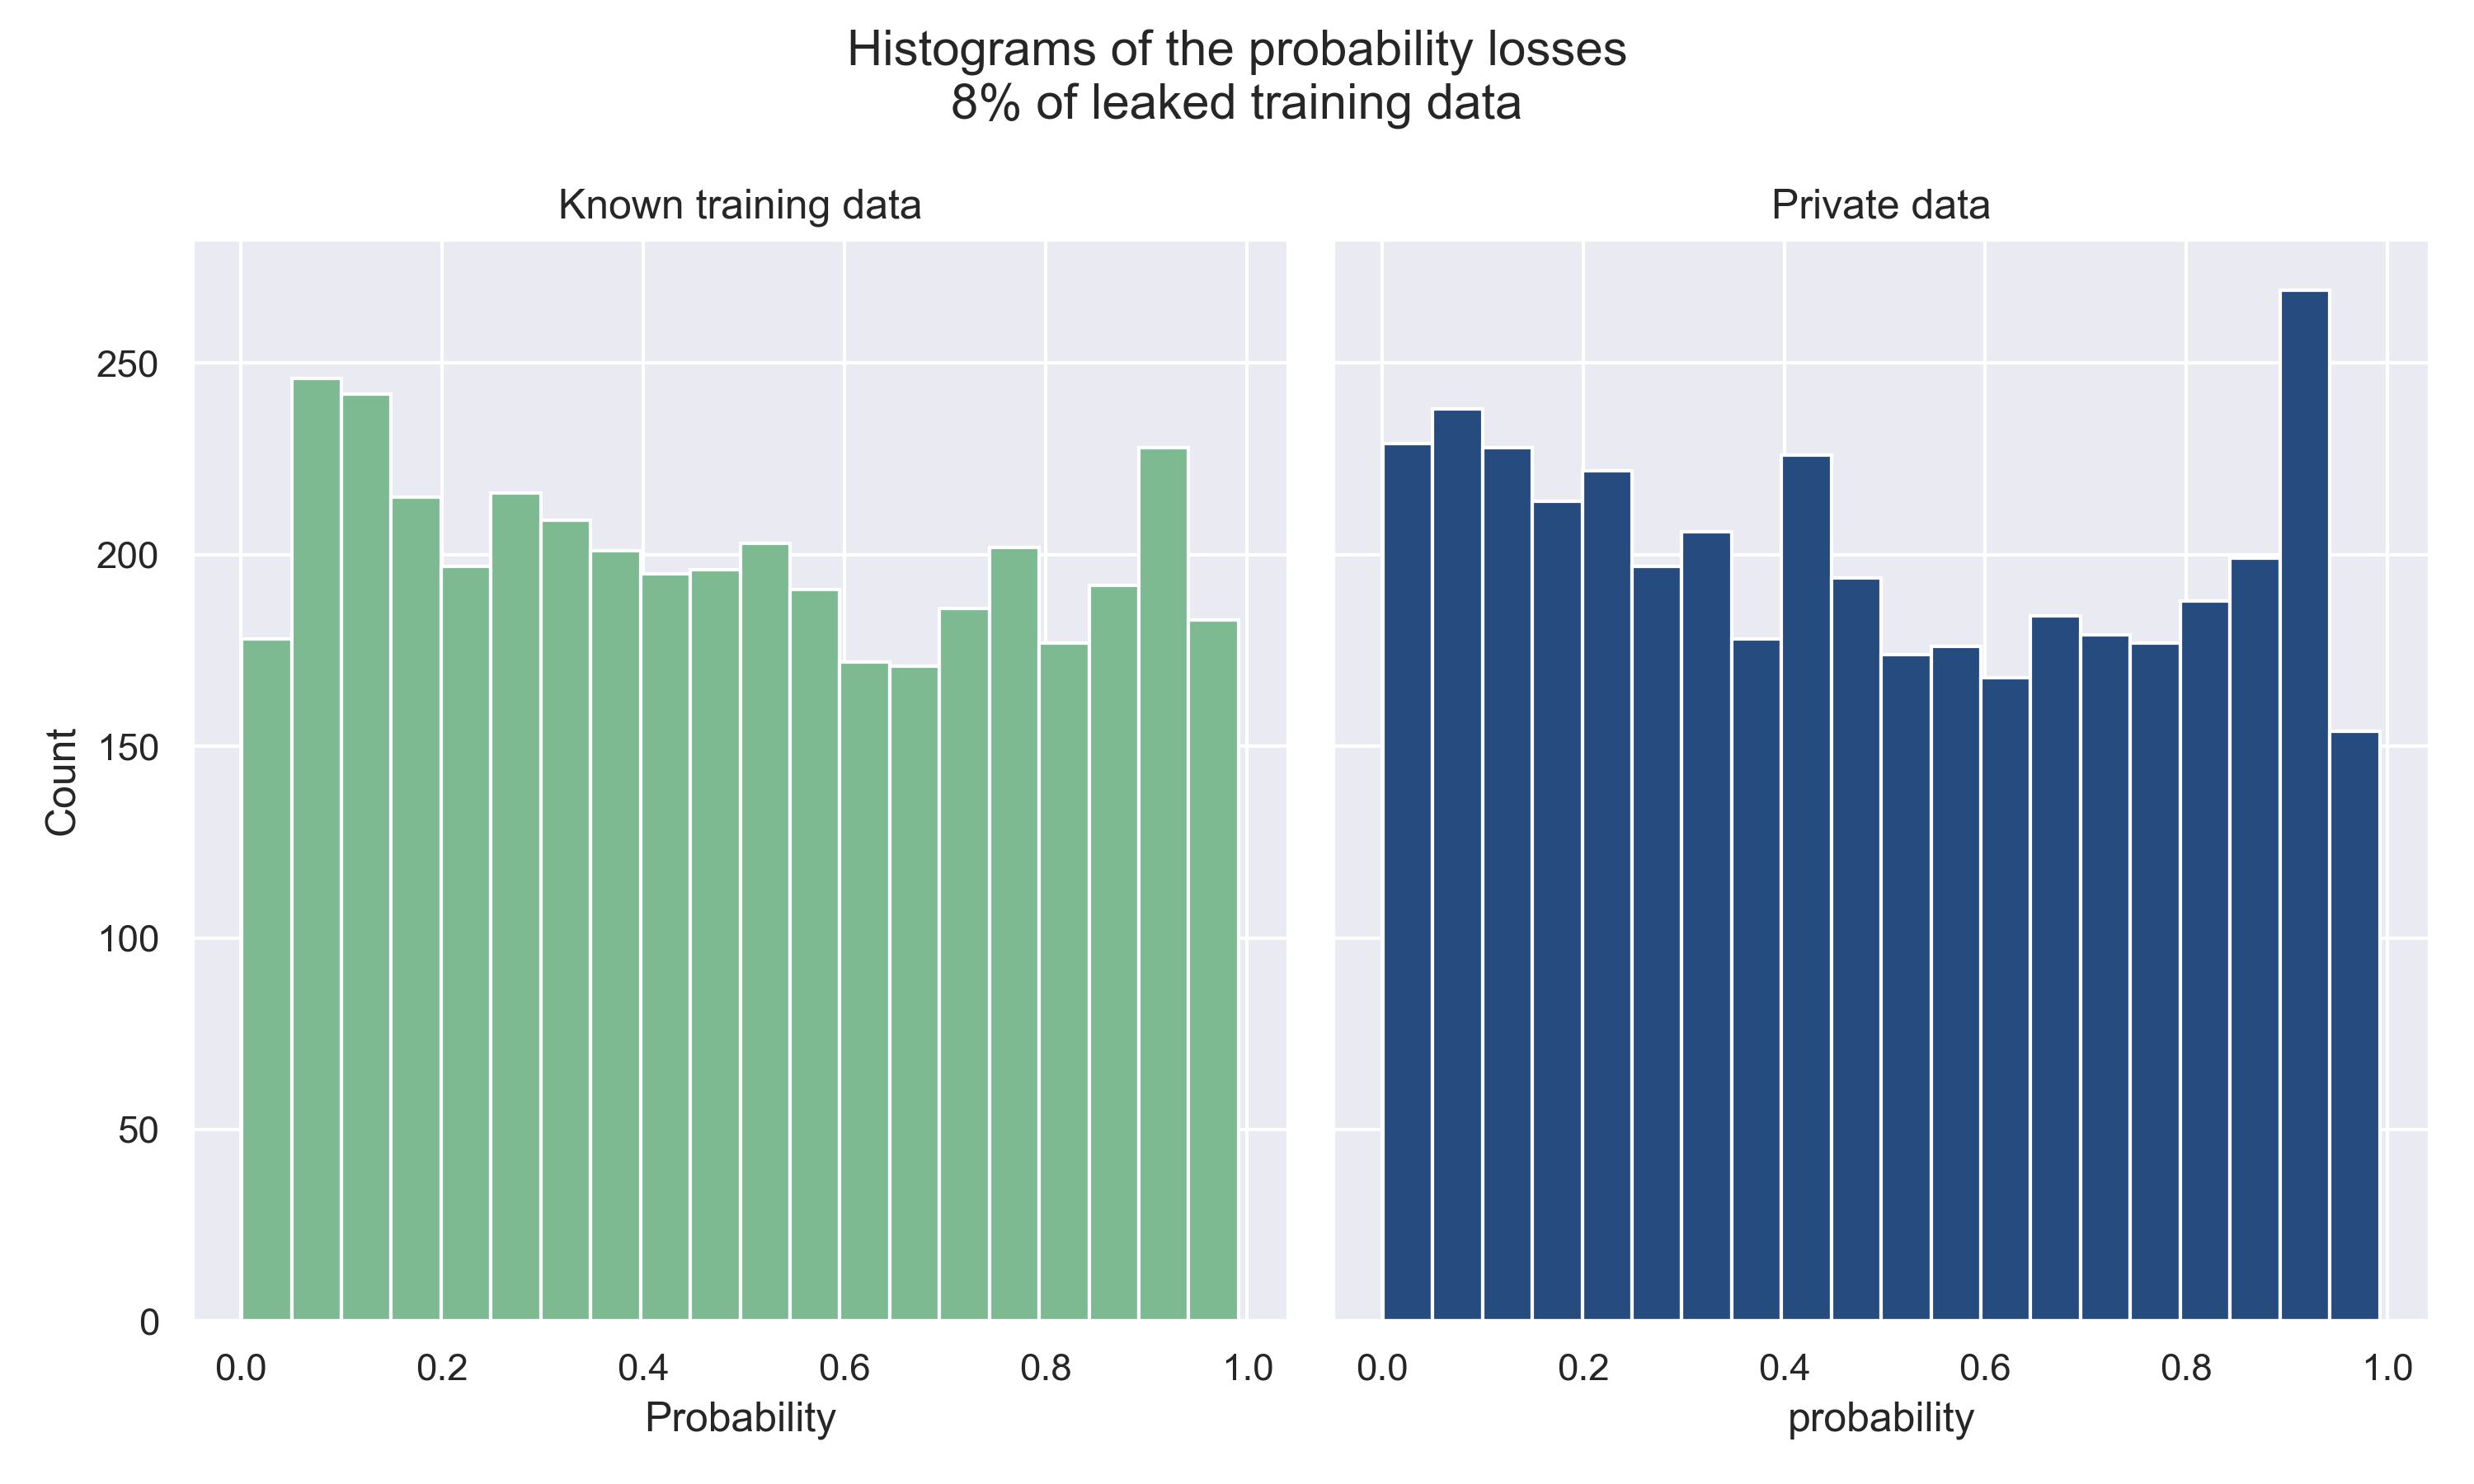 Histograms of the probability losses
8% of leaked training data
Known training data
Private data
Count
250
200
150
100
50
0
0.0 0.2 0.4 0.6 0.8 1.0
Probability
0.0 0.2 0.4 0.6 0.8 1.0
probability